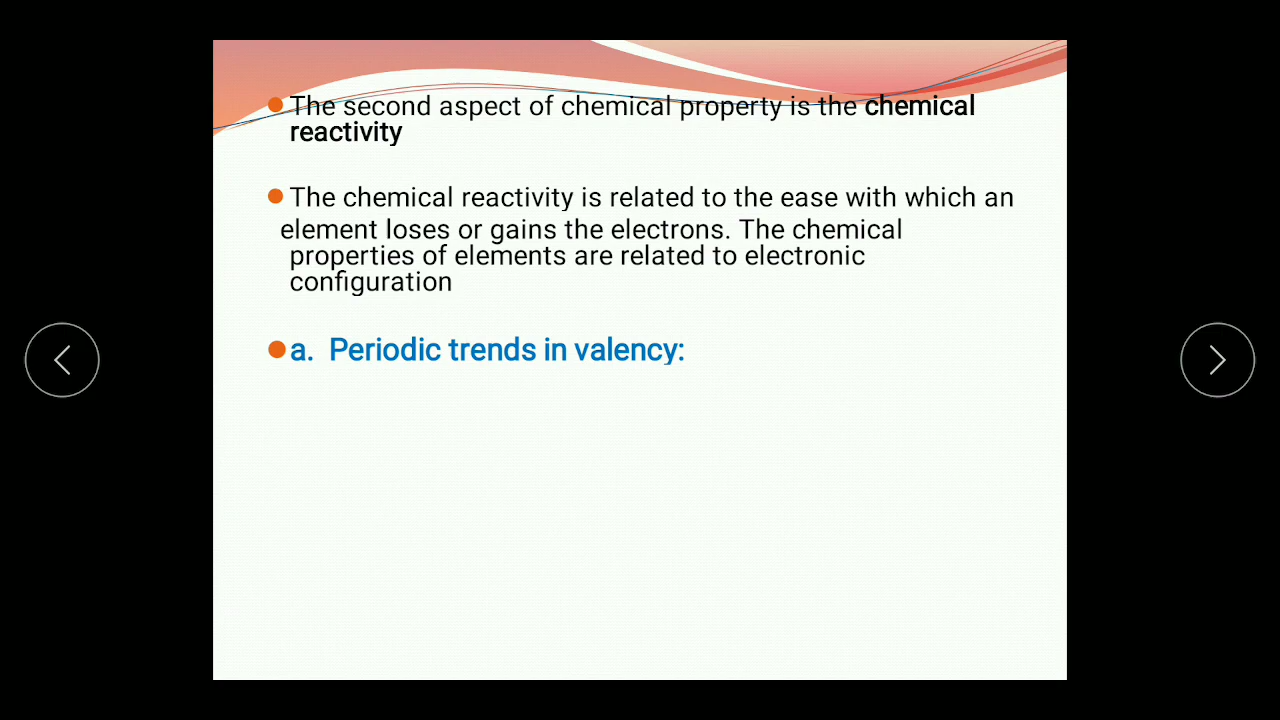 The second aspect of chemical property is the chemical
reactivity
The chemical reactivity is related to the ease with which an
element loses or gains the electrons. The chemical
properties of elements are related to electronic
configuration
a. Periodic trends in valency: